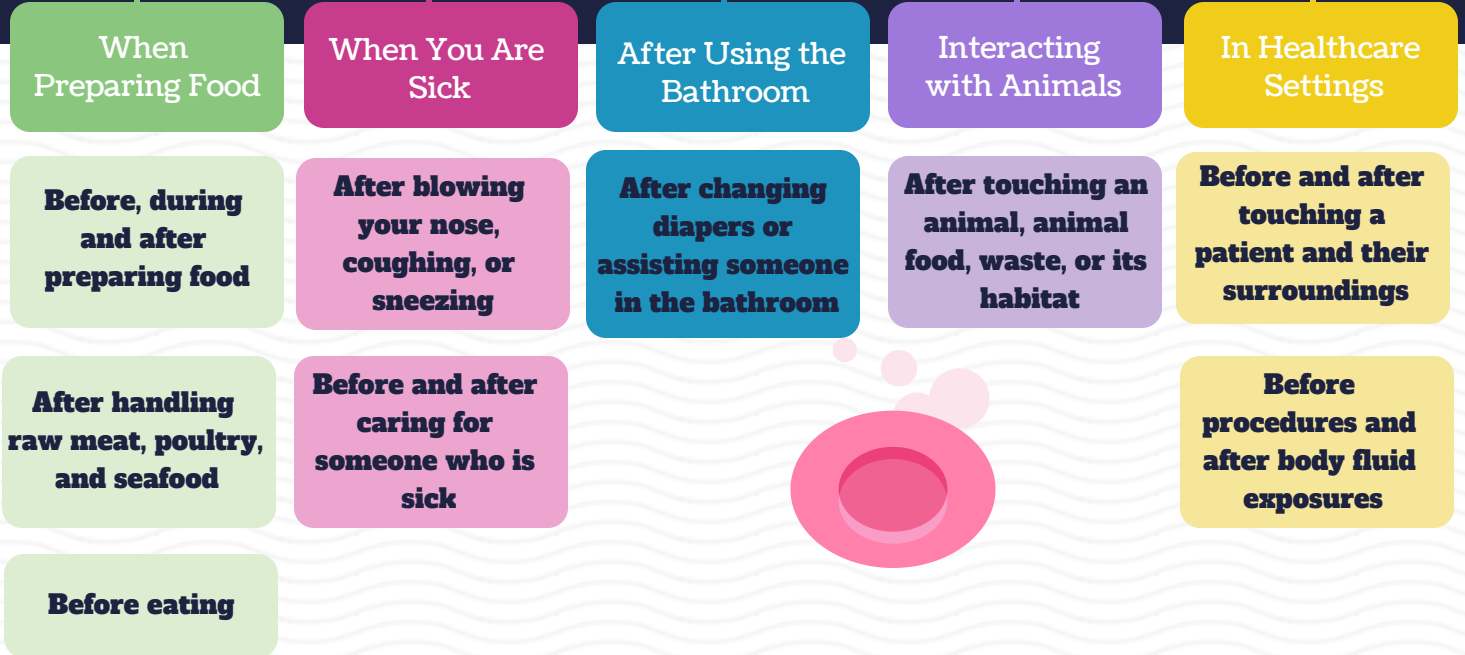 When
Preparing Food
Before, during
and after
preparing food
After handling
raw meat, poultry,
and seafood
Before eating
When You Are
Sick
After blowing
your nose,
coughing, or
sneezing
Before and after
caring for
someone who is
sick
After Using the
Bathroom
After changing
diapers or
assisting someone
in the bathroom
Interacting
with Animals
After touching an
animal, animal
food, waste, or its
habitat
In Healthcare
Settings
Before and after
touching a
patient and their
surroundings
Before
procedures and
after body fluid
exposures